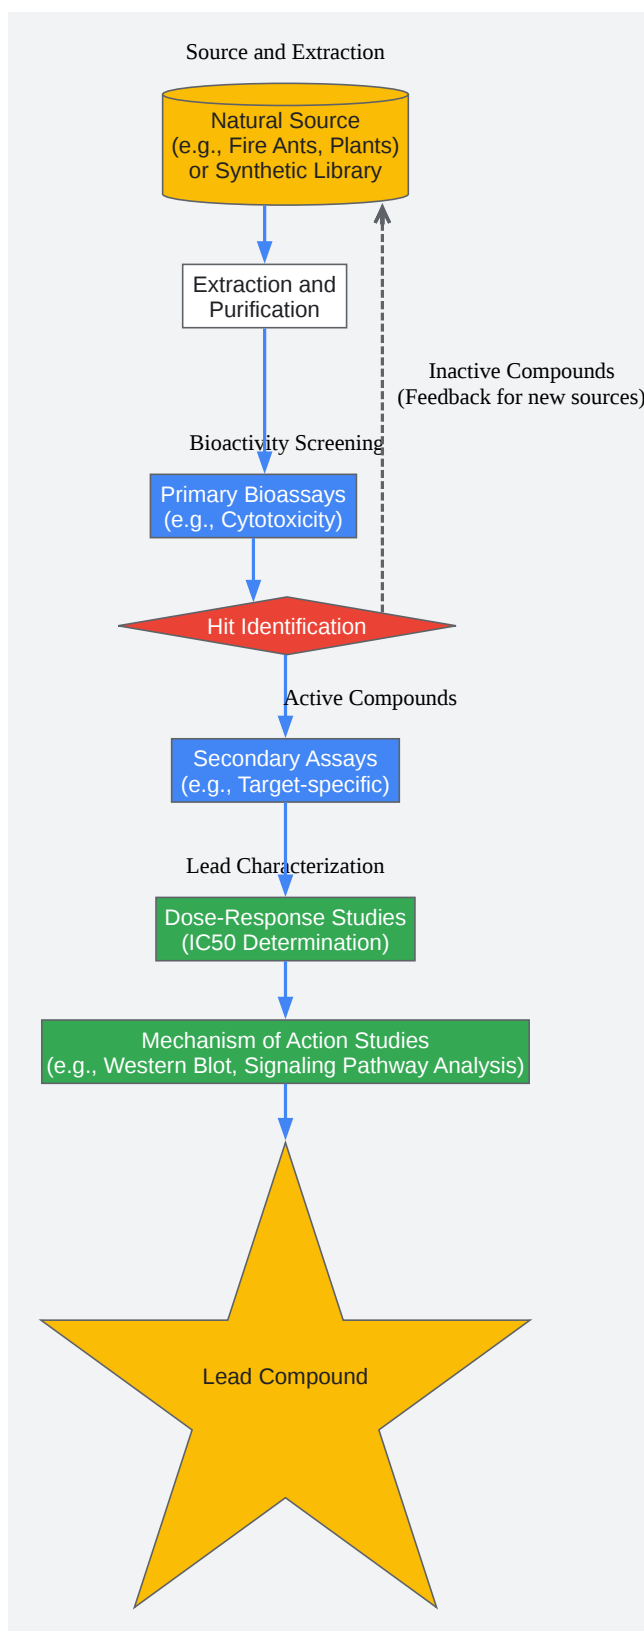 Source and Extraction
Natural Source
(e.g., Fire Ants, Plants)
or Synthetic Library
Extraction and
Purification
Inactive Compounds
(Feedback for new sources)
Bioactivity Screening
Primary Bioassays
(e.g., Cytotoxicity)
Hit Identification
Active Compounds
Secondary Assays
(e.g., Target-specific)
Lead Characterization
Dose-Response Studies
(IC50 Determination)
Mechanism of Action Studies
(e.g., Western Blot, Signaling Pathway Analysis)
Lead Compound